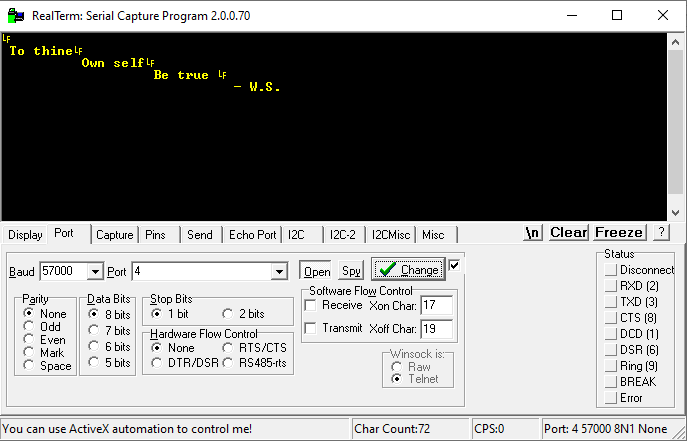 RealTerm: Serial Capture Program 2.0.0.70
LF
To thineLF
Own selfLF
Be true LF
- W.S.
Display Port Capture Pins Send Echo Port I2C I2C-2 I2CMisc Misc \n Clear Freeze ?
Baud 57000 Port 4 Open Spy Change
Parity
None
Odd
Even
Mark
Space
Data Bits
8 bits
7 bits
6 bits
5 bits
Stop Bits
1 bit 2 bits
Hardware Flow Control
None RTS/CTS
DTR/DSR RS485-rts
Software Flow Control
Receive Xon Char: 17
Transmit Xoff Char: 19
Winsock is:
Raw
Telnet
Status
Disconnect
RXD (2)
TXD (3)
CTS (8)
DCD (1)
DSR (6)
Ring (9)
BREAK
Error
You can use ActiveX automation to control me! Char Count:72 CPS:0 Port: 4 57000 8N1 None